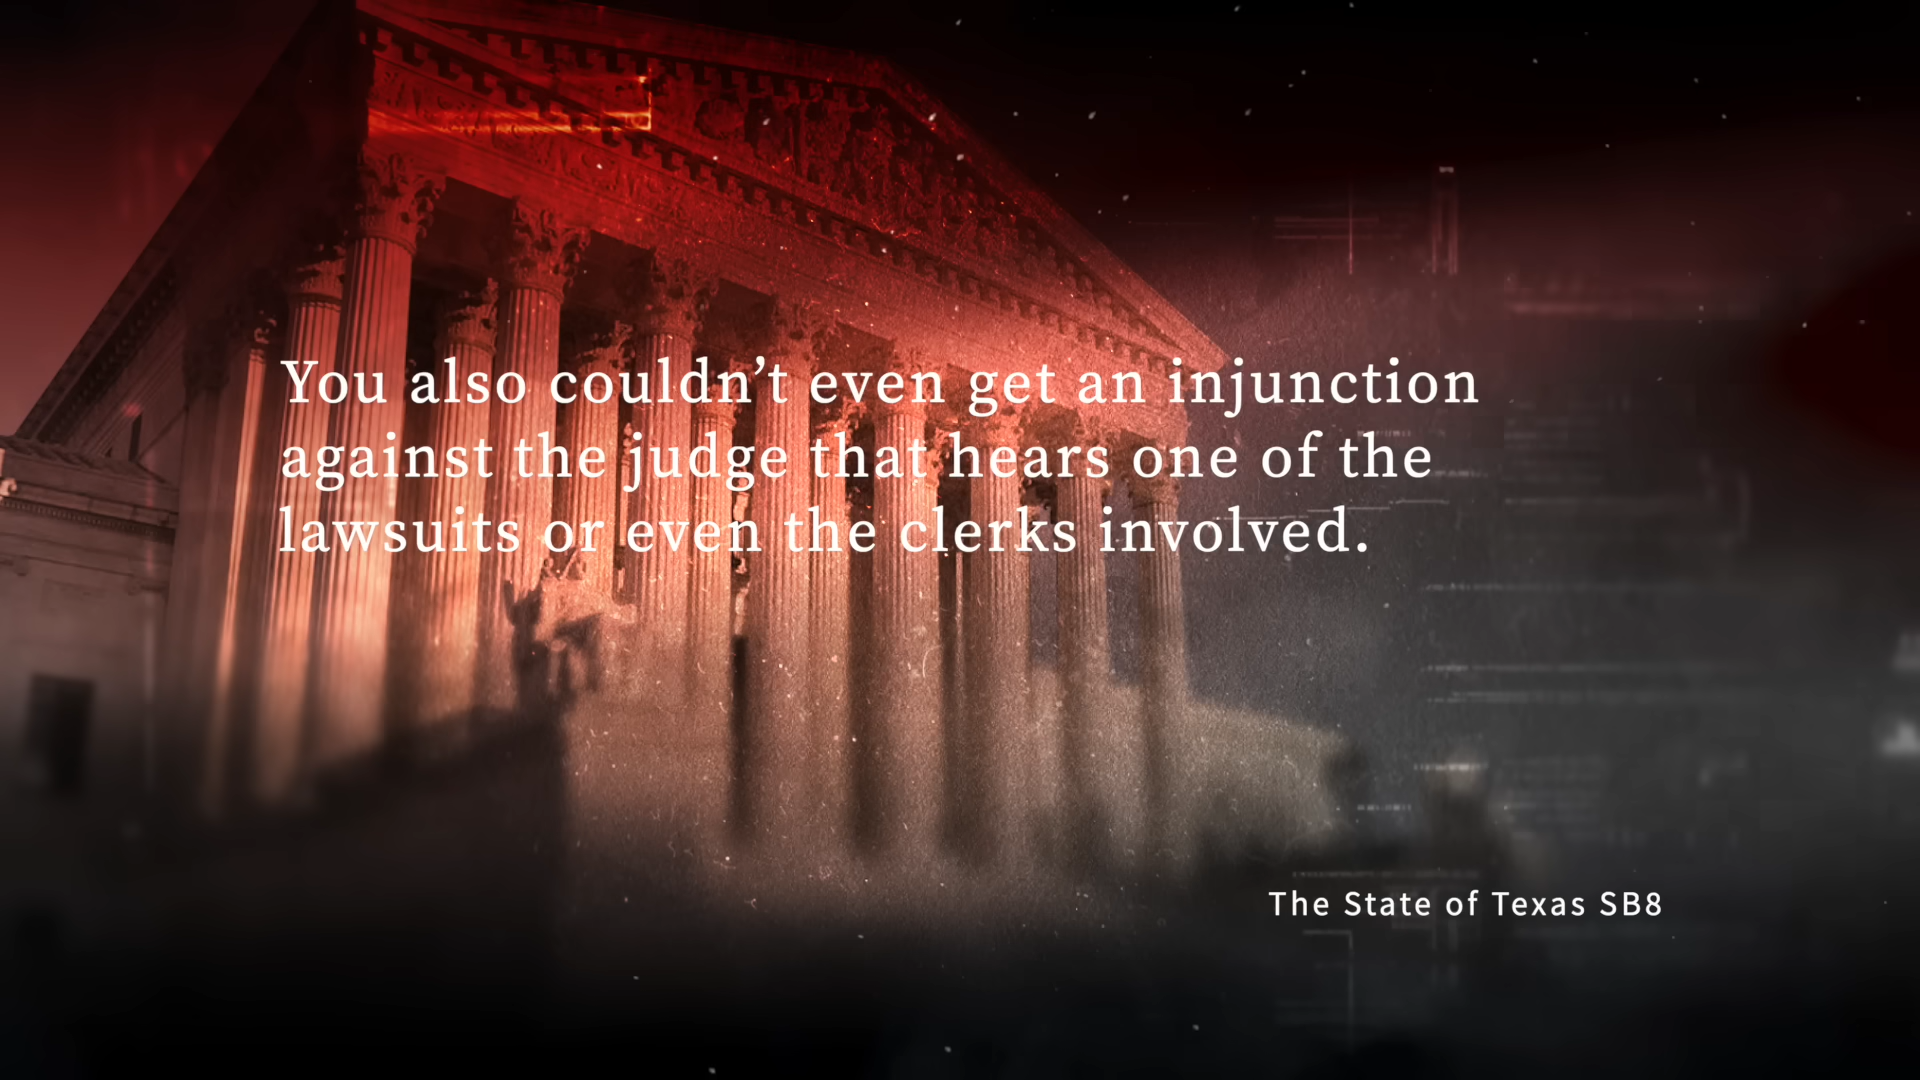 You also couldn’t even get an injunction
against the judge that hears one of the
lawsuits or even the clerks involved.
The State of Texas SB8